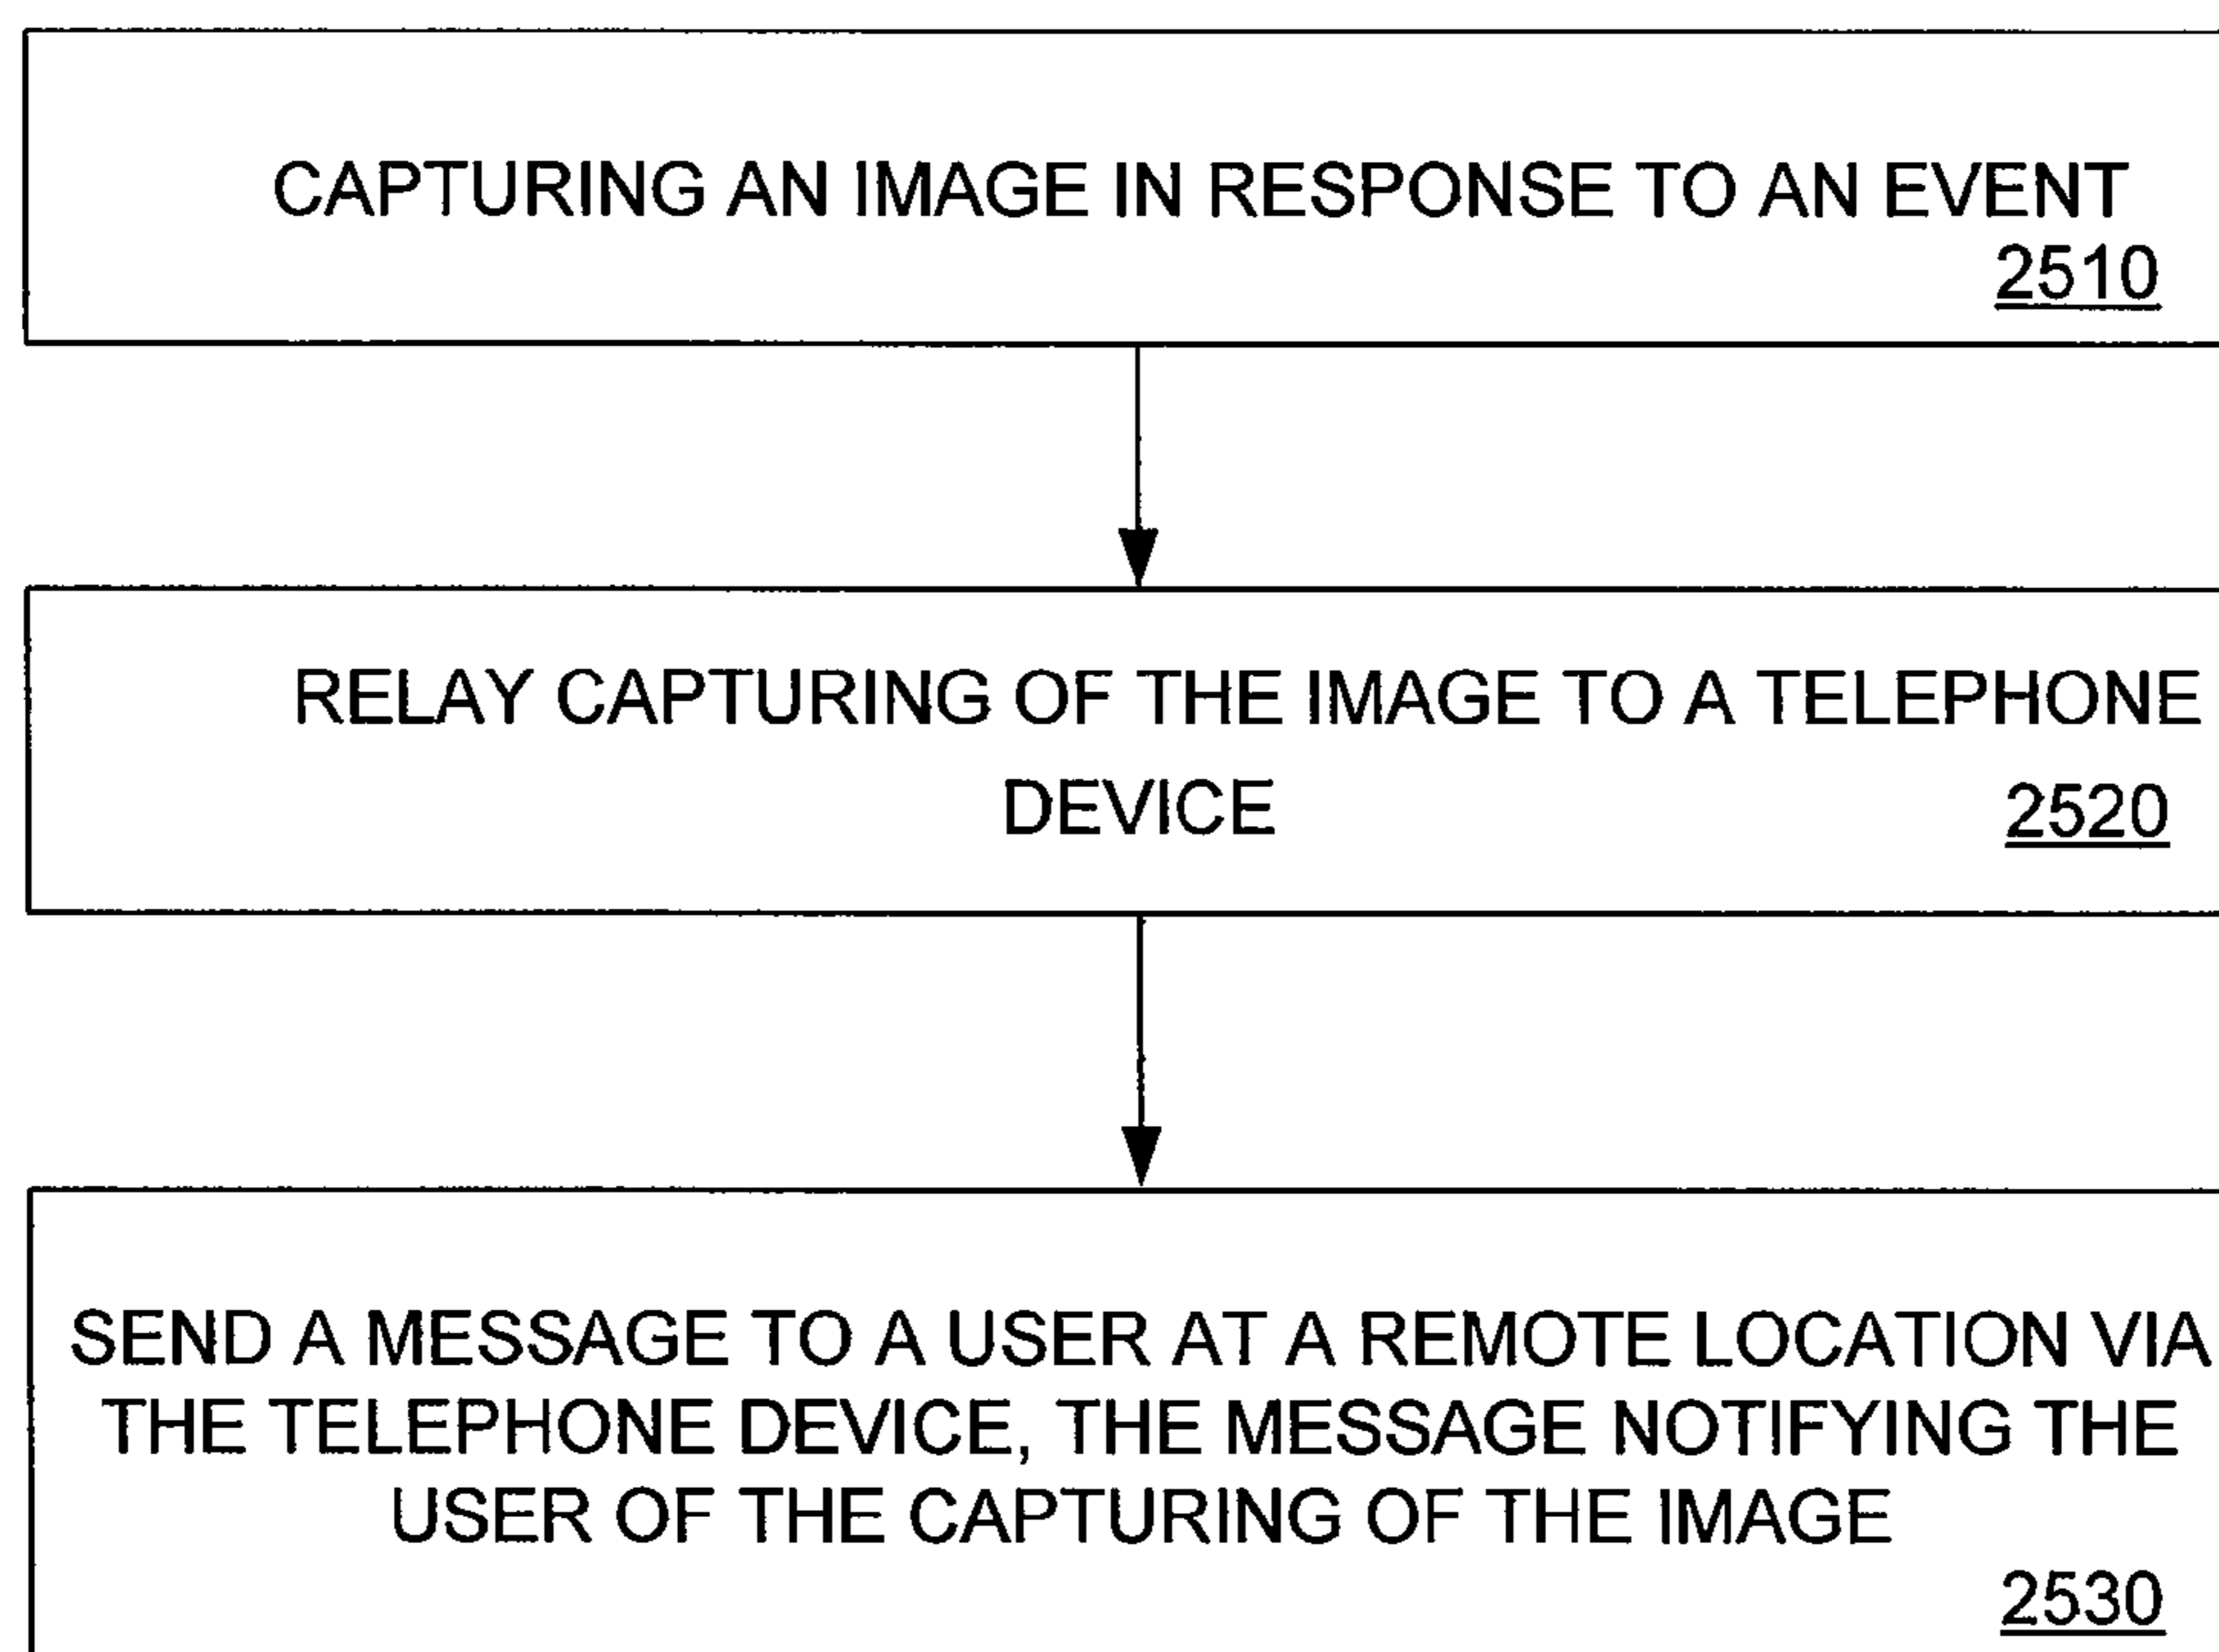 CAPTURING AN IMAGE IN RESPONSE TO AN EVENT
2510
RELAY CAPTURING OF THE IMAGE TO A TELEPHONE
DEVICE 2520
SEND A MESSAGE TO A USER AT A REMOTE LOCATION VIA
THE TELEPHONE DEVICE, THE MESSAGE NOTIFYING THE
USER OF THE CAPTURING OF THE IMAGE
2530